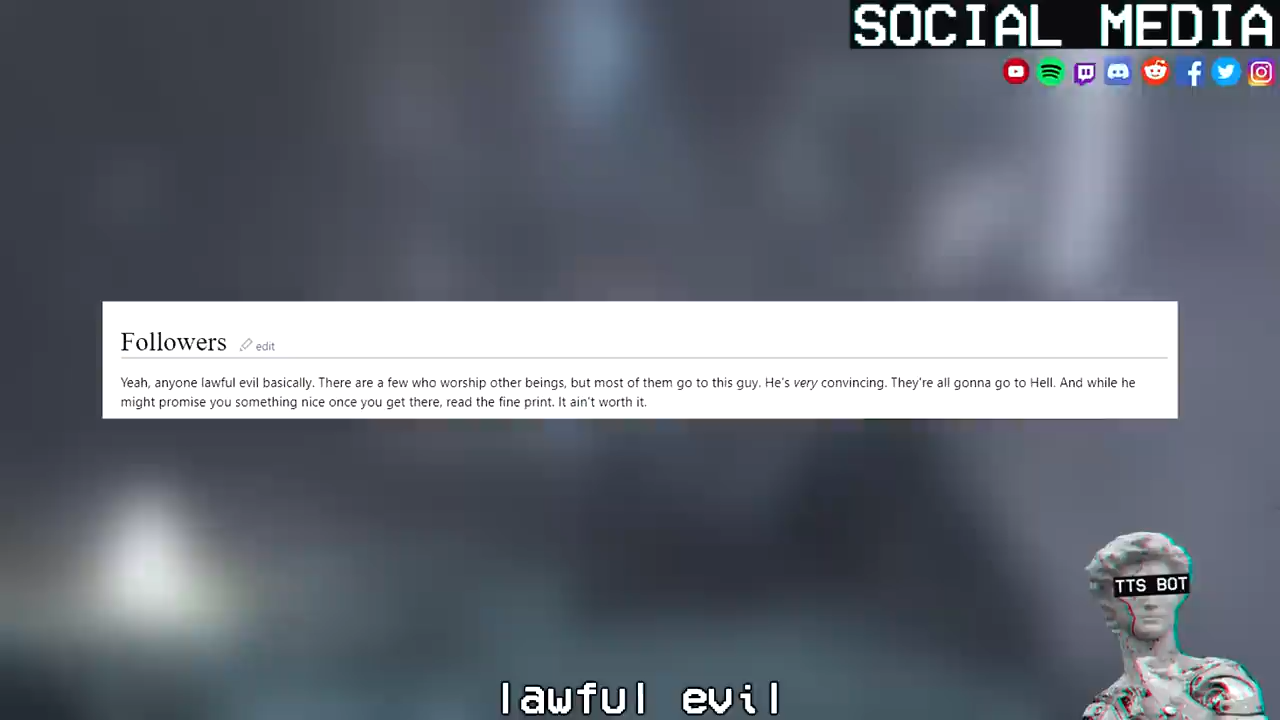 SOCIAL MEDIA
Followers edit
Yeah, anyone lawful evil basically. There are a few who worship other beings, but most of them go to this guy. He's very convincing. They're all gonna go to Hell. And while he
might promise you something nice once you get there, read the fine print. It ain't worth it.
TTS BOT
lawful evil